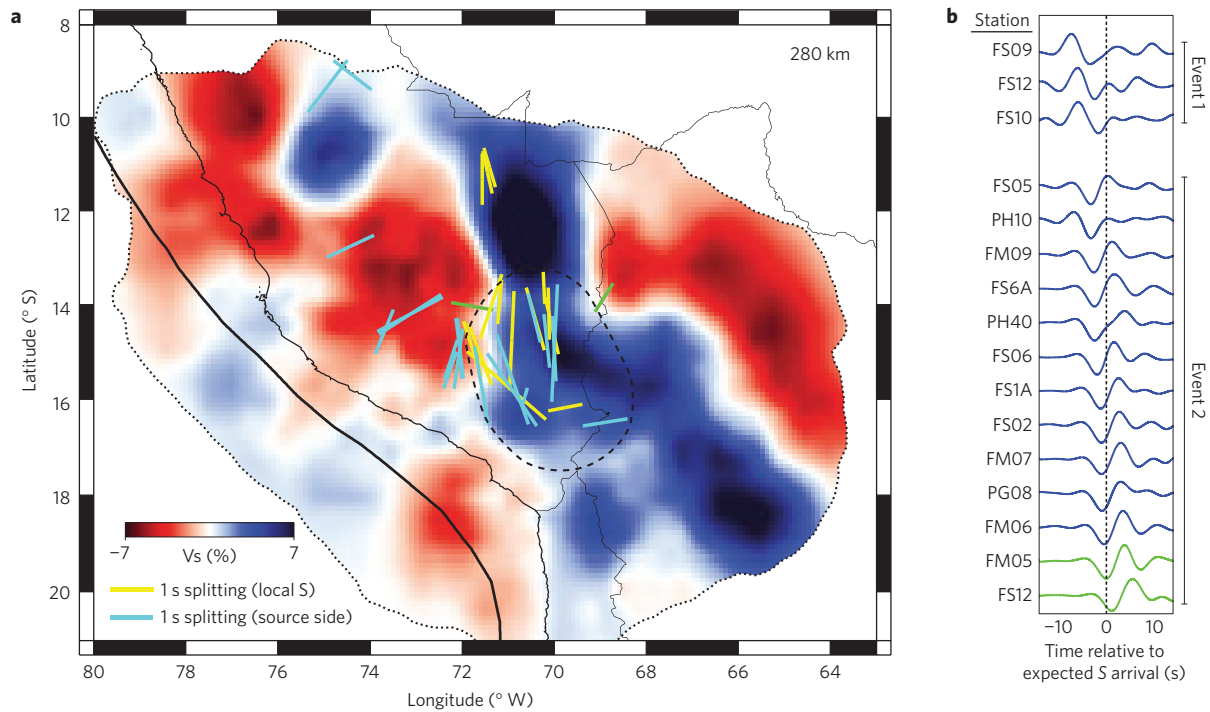 a
280 km
8
10
12
14
16
18
20
Latitude (° S)
−7
7
Vs (%)
1 s splitting (local S)
1 s splitting (source side)
80
78
76
74
72
70
68
66
64
Longitude (° W)
b
Station
FS09
FS12
FS10
Event 1
FS05
PH10
FM09
FS6A
PH40
FS06
FS1A
FS02
FM07
PG08
FM06
FM05
FS12
Event 2
−10
0
10
Time relative to
expected S arrival (s)